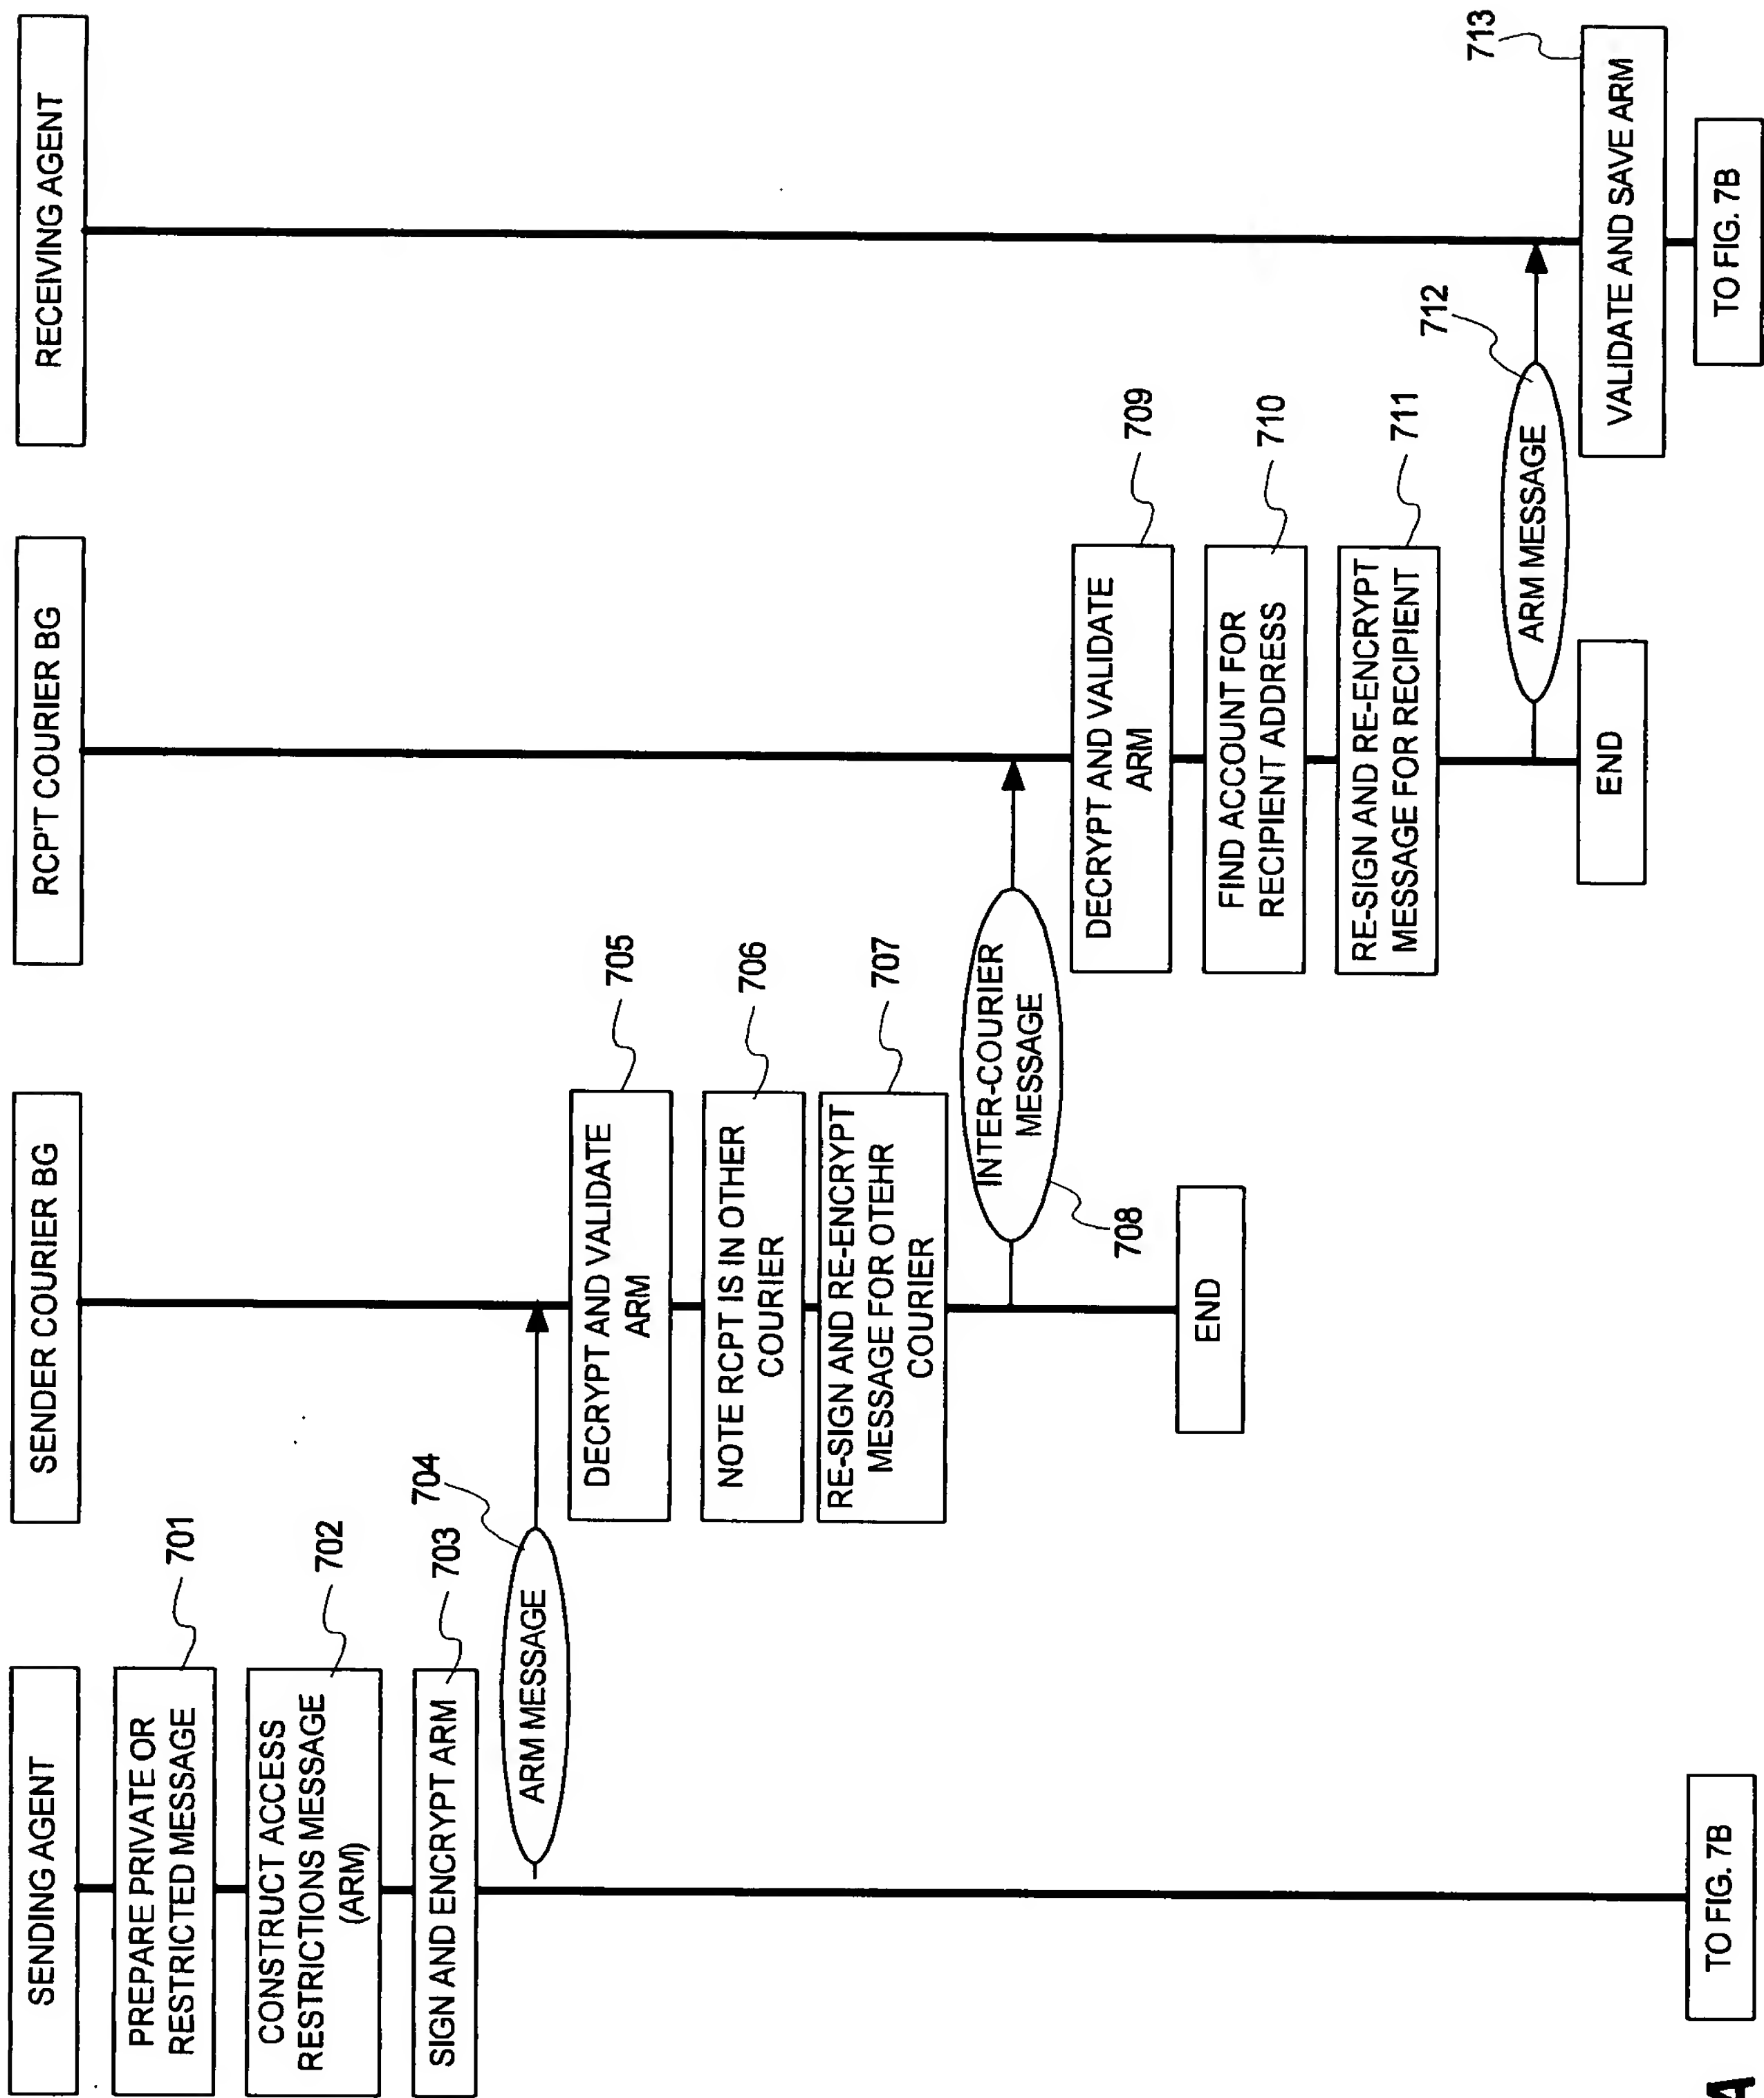 SENDING AGENT
PREPARE PRIVATE OR
RESTRICTED MESSAGE
701
CONSTRUCT ACCESS
RESTRICTIONS MESSAGE
(ARM)
702
SIGN AND ENCRYPT ARM
703
ARM MESSAGE
704
TO FIG. 7B
SENDER COURIER BG
DECRYPT AND VALIDATE
ARM
705
NOTE RCPT IS IN OTHER
COURIER
706
RE-SIGN AND RE-ENCRYPT
MESSAGE FOR OTEHR
COURIER
707
INTER-COURIER
MESSAGE
708
END
RCP'T COURIER BG
DECRYPT AND VALIDATE
ARM
709
FIND ACCOUNT FOR
RECIPIENT ADDRESS
710
RE-SIGN AND RE-ENCRYPT
MESSAGE FOR RECIPIENT
711
ARM MESSAGE
712
END
RECEIVING AGENT
VALIDATE AND SAVE ARM
713
TO FIG. 7B
A